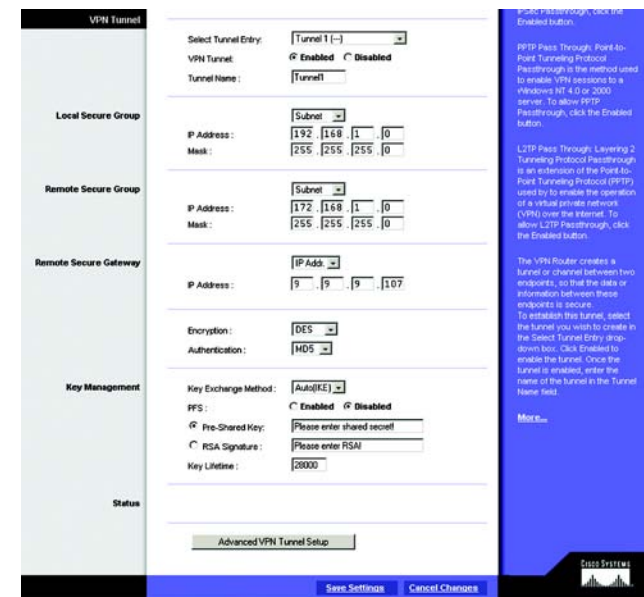 VPN Tunnel
Select Tunnel Entry:
Tunnel 1 (---)
VPN Tunnel:
Enabled
Disabled
Tunnel Name :
Tunnel1
Local Secure Group
Subnet
IP Address :
192 . 168 . 1 . 0
Mask :
255 . 255 . 255 . 0
Remote Secure Group
Subnet
IP Address :
172 . 168 . 1 . 0
Mask :
255 . 255 . 255 . 0
Remote Secure Gateway
IP Addr.
IP Address :
9 . 9 . 9 . 107
Encryption :
DES
Authentication :
MD5
Key Management
Key Exchange Method :
Auto(IKE)
PFS :
Enabled
Disabled
Pre-Shared Key:
Please enter shared secret!
RSA Signature :
Please enter RSA!
Key Lifetime :
28000
Status
Advanced VPN Tunnel Setup
Save Settings
Cancel Changes
IPSec Passthrough, click the
Enabled button.
PPTP Pass Through: Point-to-
Point Tunneling Protocol
Passthrough is the method used
to enable VPN sessions to a
Windows NT 4.0 or 2000
server. To allow PPTP
Passthrough, click the Enabled
button.
L2TP Pass Through: Layering 2
Tunneling Protocol Passthrough
is an extension of the Point-to-
Point Tunneling Protocol (PPTP)
used by to enable the operation
of a virtual private network
(VPN) over the Internet. To
allow L2TP Passthrough, click
the Enabled button.
The VPN Router creates a
tunnel or channel between two
endpoints, so that the data or
information between these
endpoints is secure.
To establish this tunnel, select
the tunnel you wish to create in
the Select Tunnel Entry drop-
down box. Click Enabled to
enable the tunnel. Once the
tunnel is enabled, enter the
name of the tunnel in the Tunnel
Name field.
More...
CISCO SYSTEMS